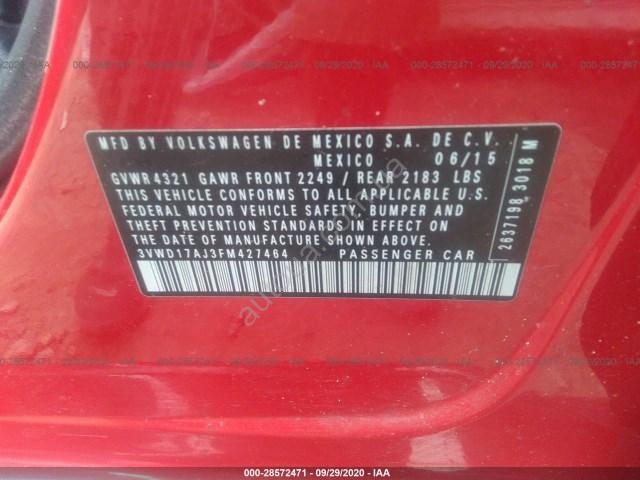 MFD BY VOLKSWAGEN DE MEXICO S.A. DE C.V.
MEXICO 06/15
GVWR 4321 GAWR FRONT 2249 / REAR 2183 LBS
THIS VEHICLE CONFORMS TO ALL APPLICABLE U.S.
FEDERAL MOTOR VEHICLE SAFETY, BUMPER AND
THEFT PREVENTION STANDARDS IN EFFECT ON
THE DATE OF MANUFACTURE SHOWN ABOVE.
3VWD17AJ3FM427464 PASSENGER CAR
2637198 3018 M
000-28572471 - 09/29/2020 - IAA